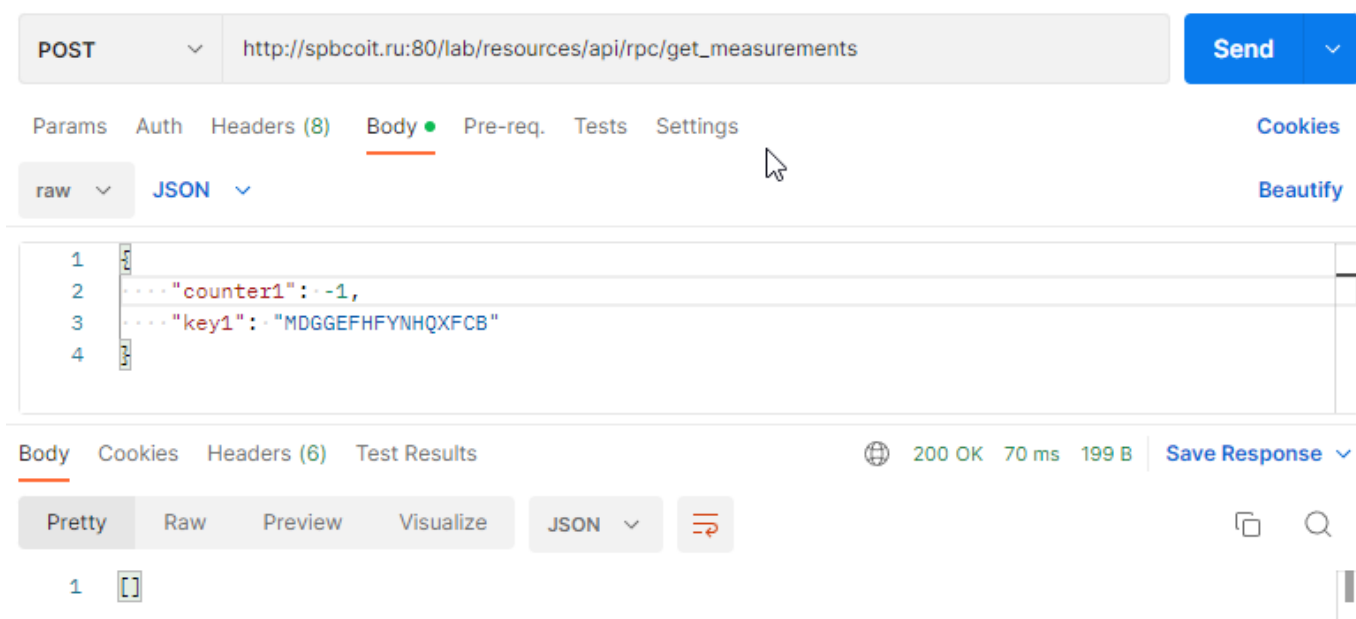 POST http://spbcoit.ru:80/lab/resources/api/rpc/get_measurements Send
Params Auth Headers (8) Body Pre-req. Tests Settings Cookies
raw JSON Beautify
1 {
2 "counter1": -1,
3 "key1": "MDGGEFHFYNHQXFCB"
4 }
Body Cookies Headers (6) Test Results 200 OK 70 ms 199 B Save Response
Pretty Raw Preview Visualize JSON
1 []